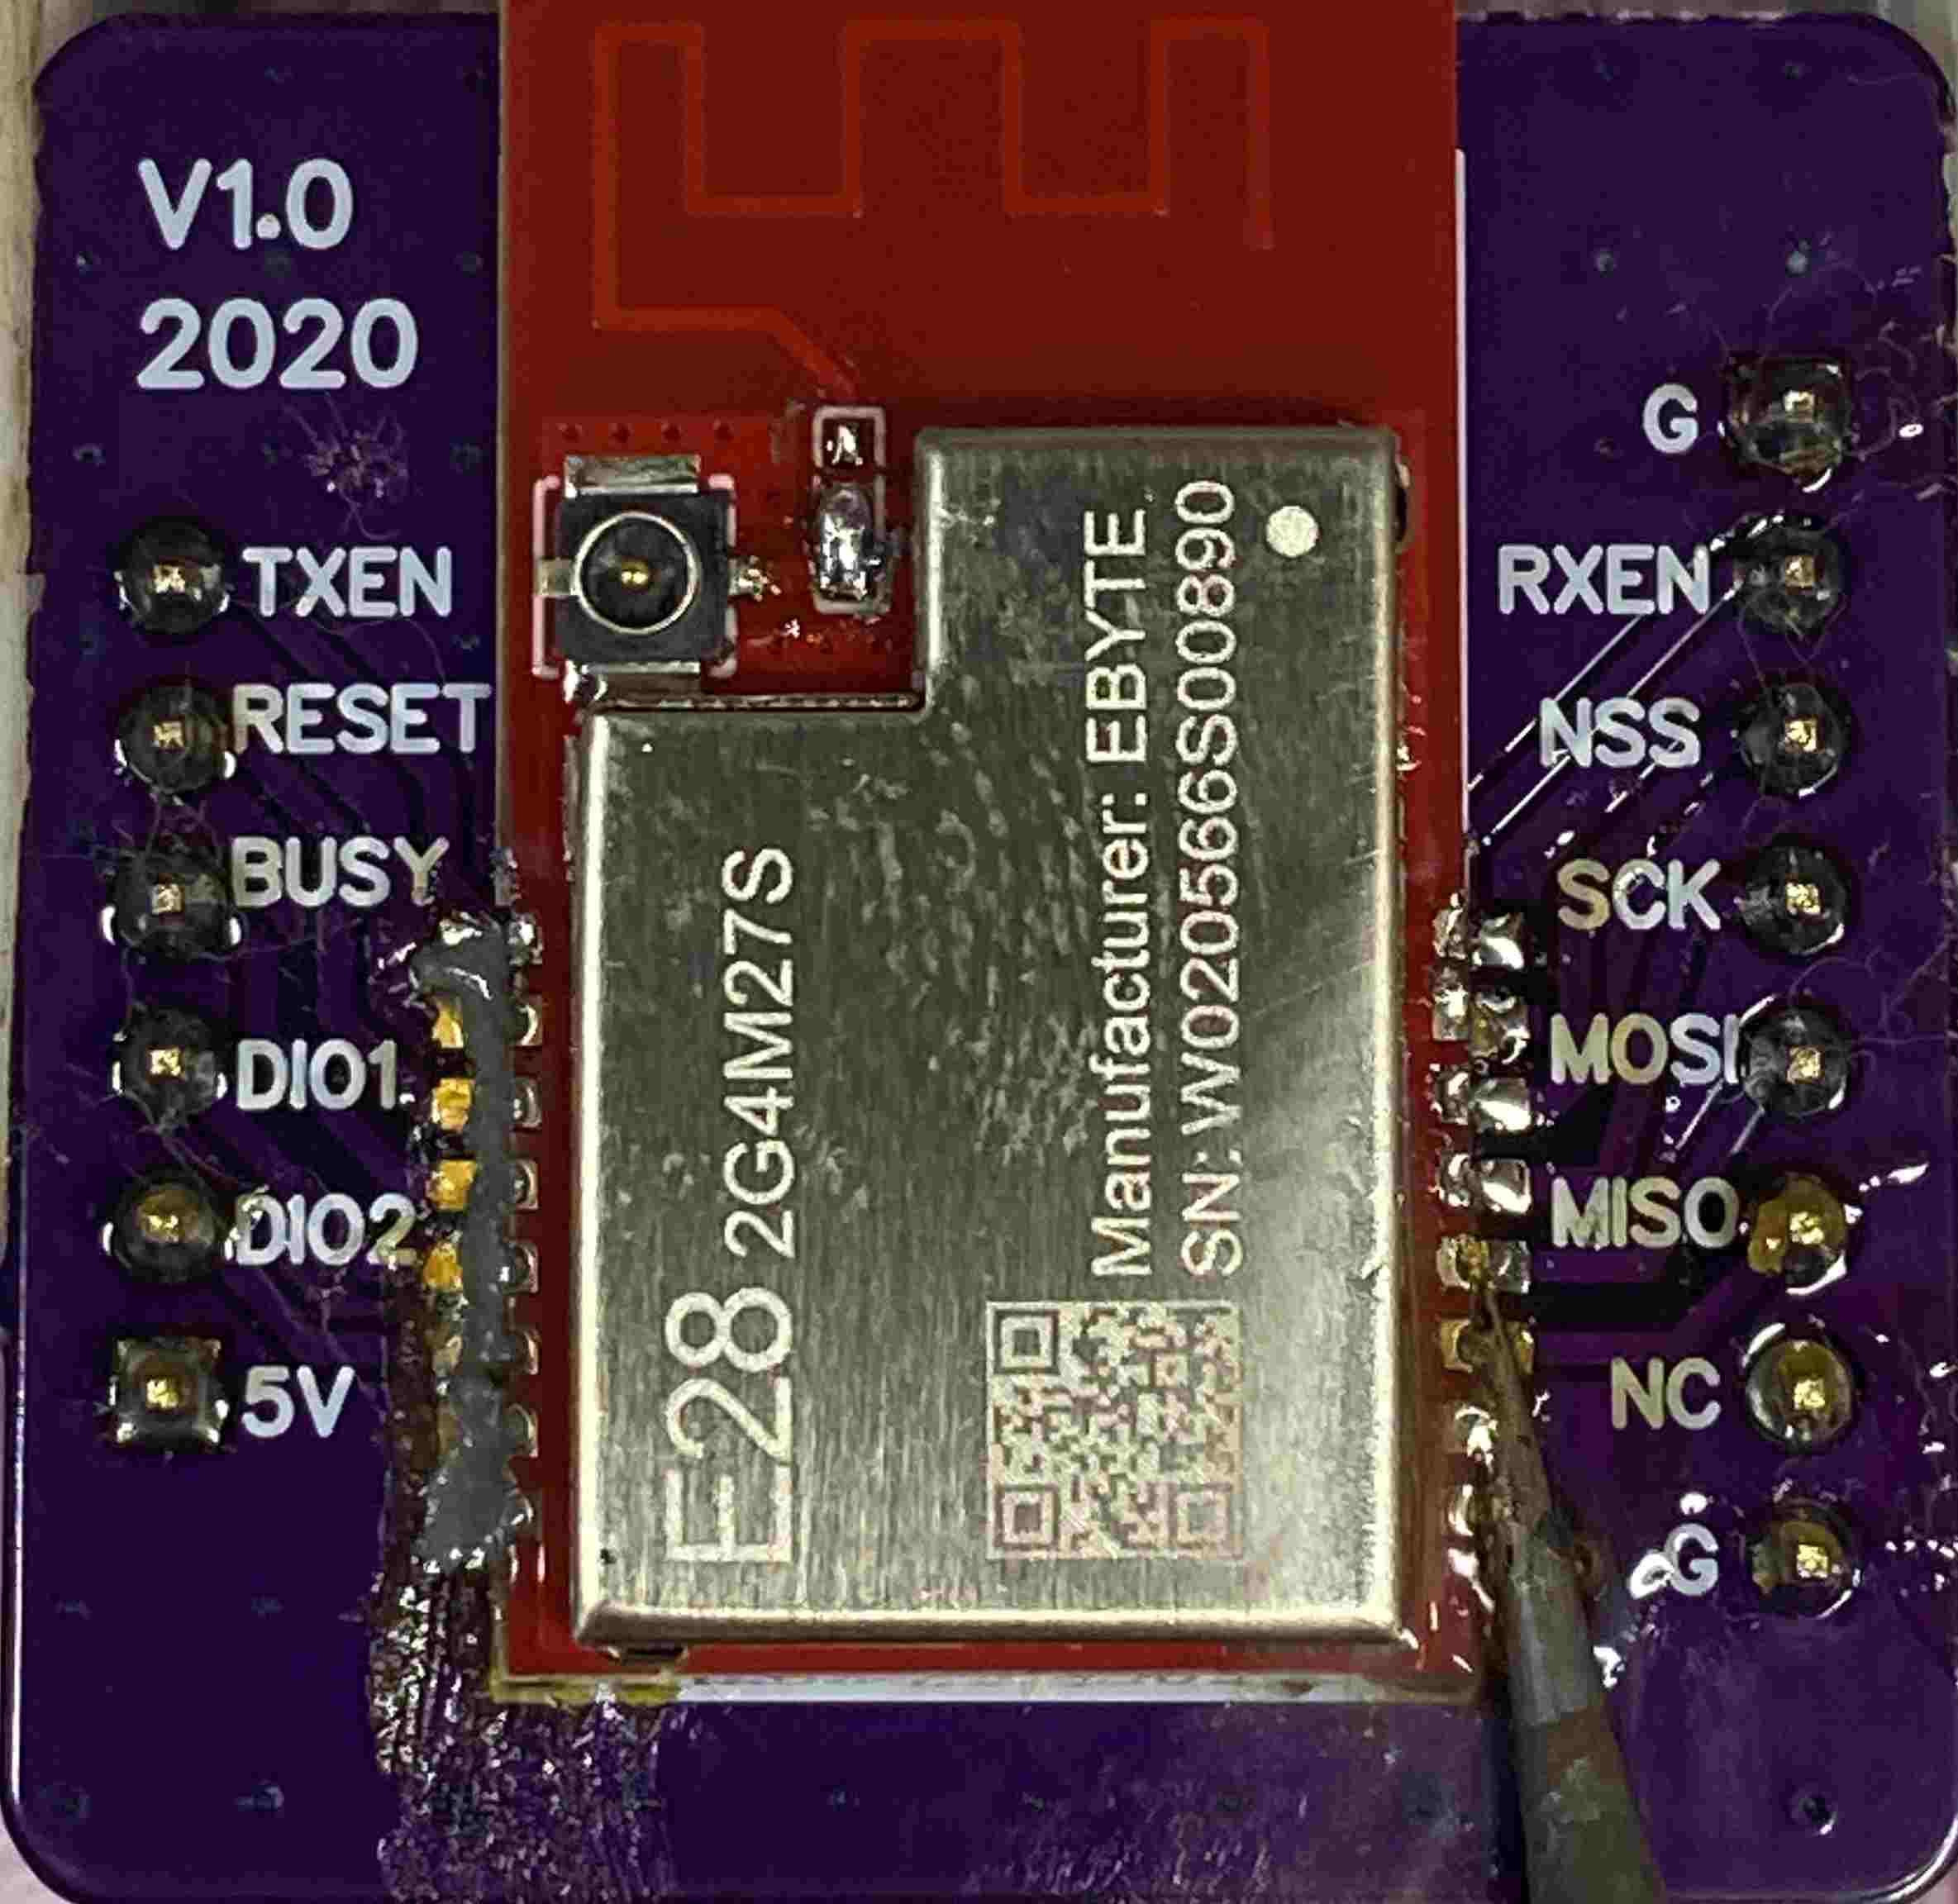 V1.0
2020
TXEN
RESET
BUSY
DIO1
DIO2
5V
E28 2G4M27S
Manufacturer: EBYTE
SN: W020566S00890
G
RXEN
NSS
SCK
MOSI
MISO
NC
G